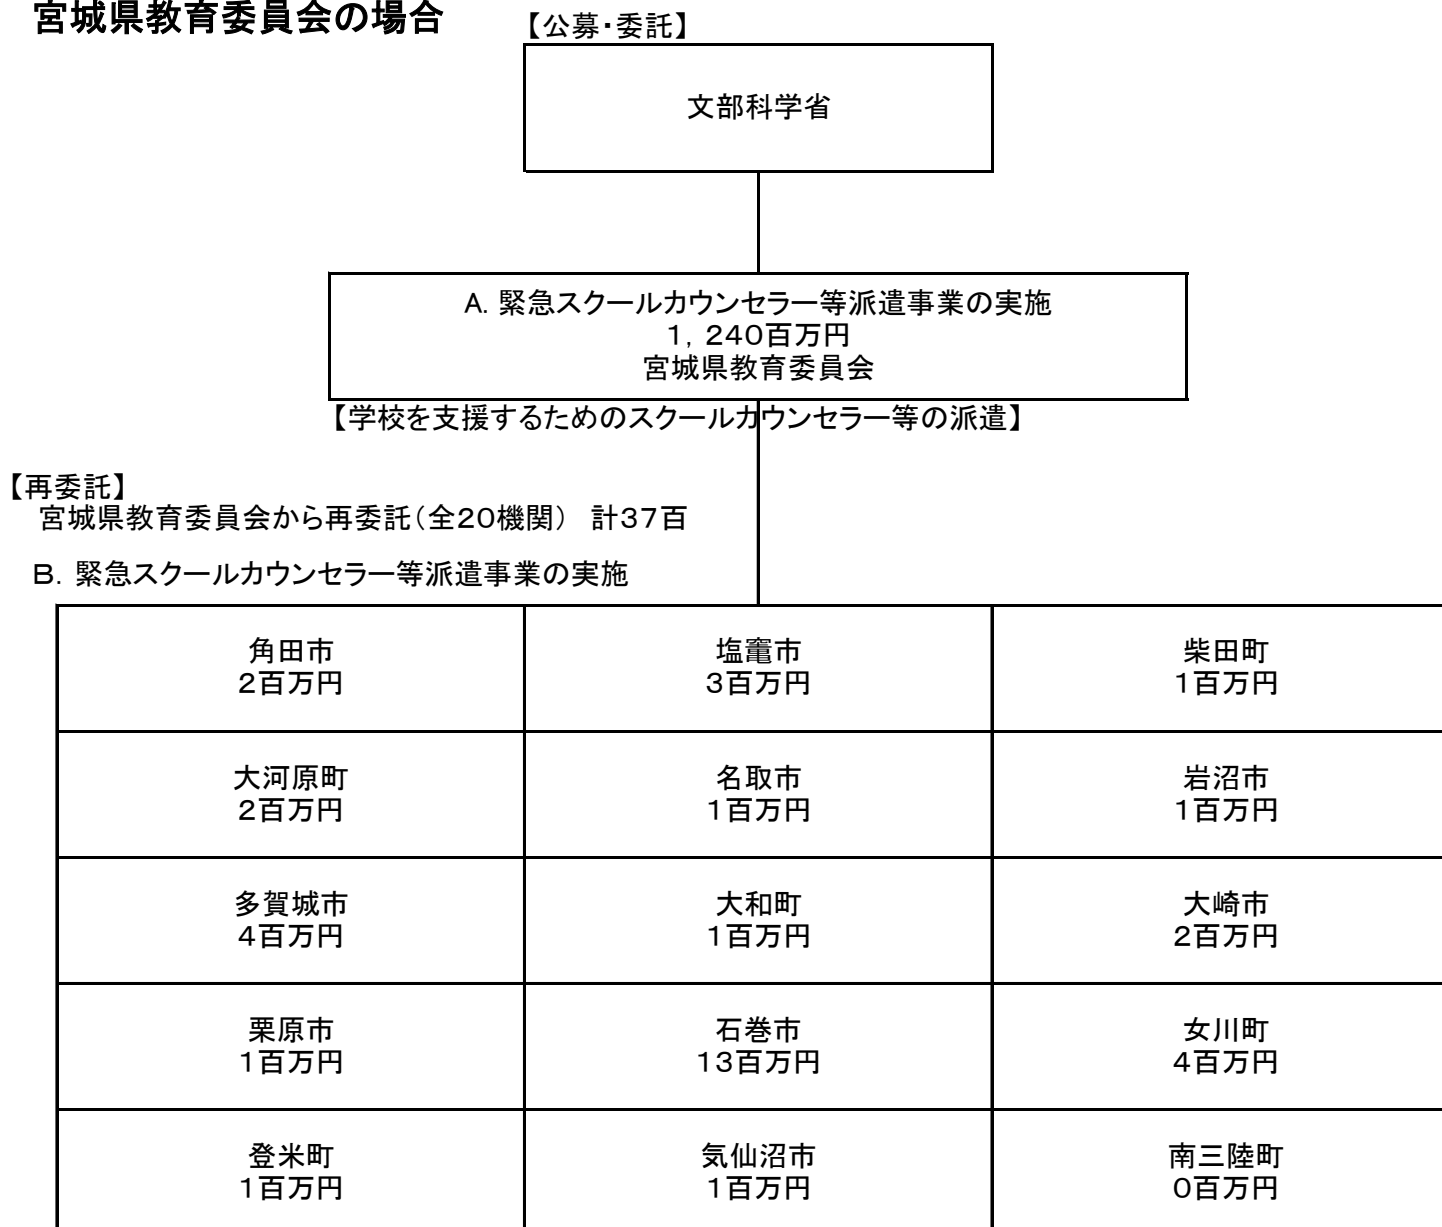 宮城県教育委員会の場合
【公募・委託】
文部科学省
A. 緊急スクールカウンセラー等派遣事業の実施
１，２４０百万円
宮城県教育委員会
【学校を支援するためのスクールカウンセラー等の派遣】
【再委託】
宮城県教育委員会から再委託（全２０機関）　計３７百
Ｂ．緊急スクールカウンセラー等派遣事業の実施
角田市
２百万円
塩竈市
３百万円
柴田町
１百万円
大河原町
２百万円
名取市
１百万円
岩沼市
１百万円
多賀城市
４百万円
大和町
１百万円
大崎市
２百万円
栗原市
１百万円
石巻市
１３百万円
女川町
４百万円
登米町
１百万円
気仙沼市
１百万円
南三陸町
０百万円